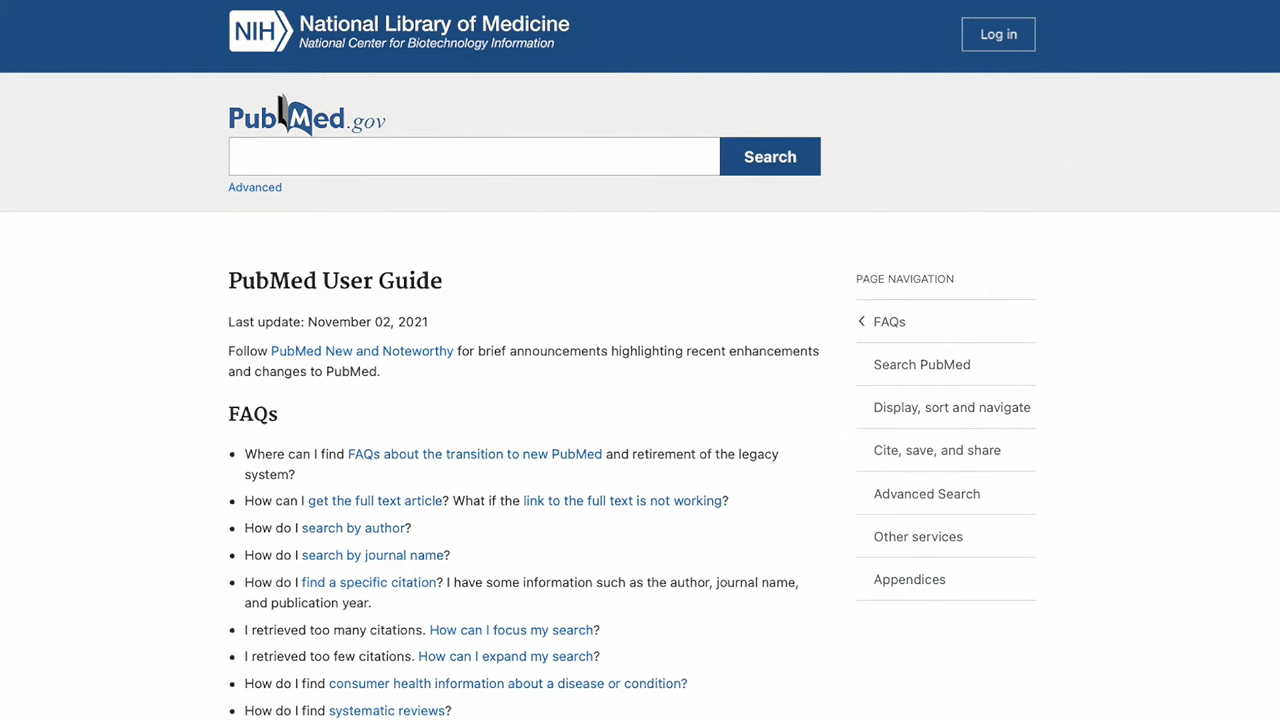 NIH National Library of Medicine
National Center for Biotechnology Information
Log in
PubMed.gov
Search
Advanced
PubMed User Guide
Last update: November 02, 2021
Follow PubMed New and Noteworthy for brief announcements highlighting recent enhancements
and changes to PubMed.
FAQs
• Where can I find FAQs about the transition to new PubMed and retirement of the legacy
system?
• How can I get the full text article? What if the link to the full text is not working?
• How do I search by author?
• How do I search by journal name?
• How do I find a specific citation? I have some information such as the author, journal name,
and publication year.
• I retrieved too many citations. How can I focus my search?
• I retrieved too few citations. How can I expand my search?
• How do I find consumer health information about a disease or condition?
• How do I find systematic reviews?
PAGE NAVIGATION
FAQs
Search PubMed
Display, sort and navigate
Cite, save, and share
Advanced Search
Other services
Appendices